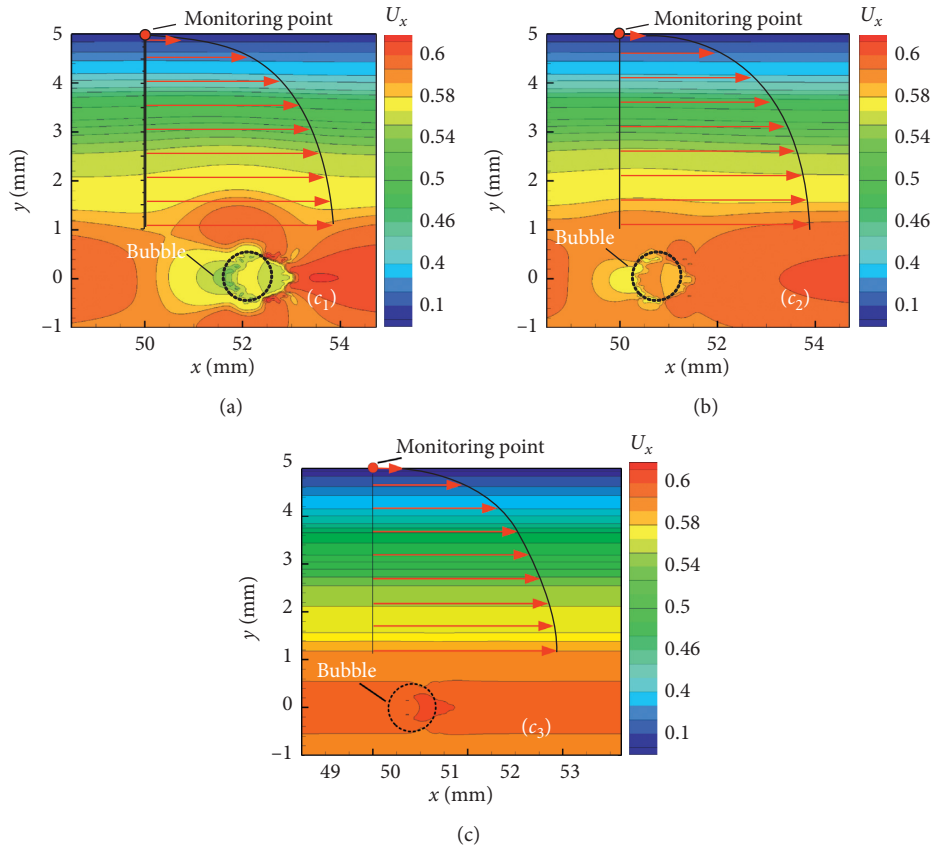 Monitoring point
U_x
5
4
3
2
1
0
−1
y (mm)
Bubble
(c_1)
50
52
54
x (mm)
0.6
0.58
0.54
0.5
0.46
0.4
0.1
(a)
Monitoring point
U_x
5
4
3
2
1
0
−1
y (mm)
Bubble
(c_2)
50
52
54
x (mm)
0.6
0.58
0.54
0.5
0.46
0.4
0.1
(b)
Monitoring point
U_x
5
4
3
2
1
0
−1
y (mm)
Bubble
(c_3)
49
50
51
52
53
x (mm)
0.6
0.58
0.54
0.5
0.46
0.4
0.1
(c)